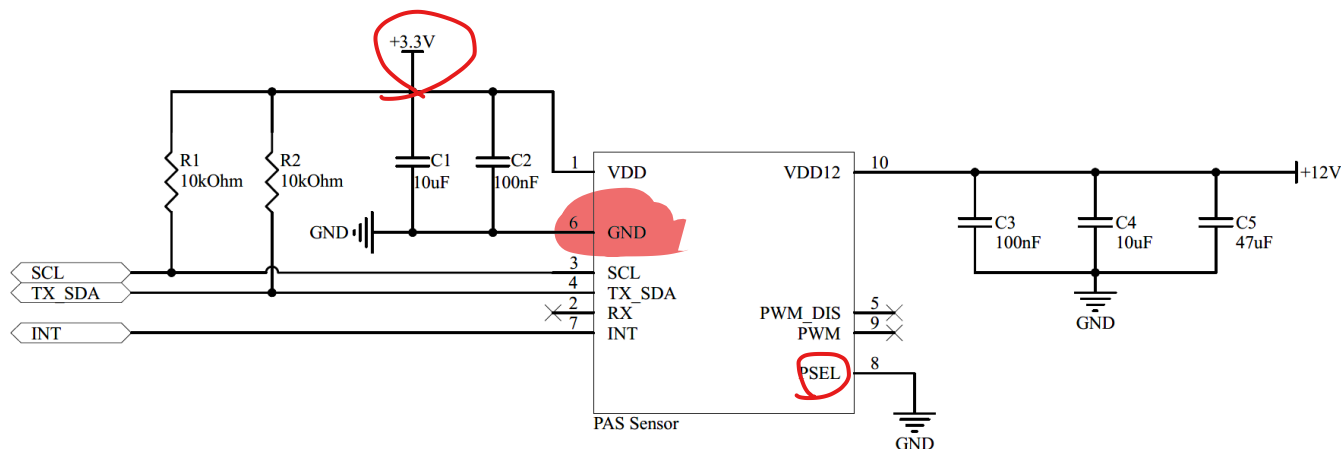 +3.3V
R1
10kOhm
R2
10kOhm
C1
10uF
C2
100nF
1
VDD
VDD12
10
+12V
C3
100nF
C4
10uF
C5
47uF
GND
6
GND
SCL
3
SCL
TX_SDA
4
TX_SDA
2
RX
PWM_DIS
5
INT
7
INT
PWM
9
GND
PSEL
8
PAS Sensor
GND